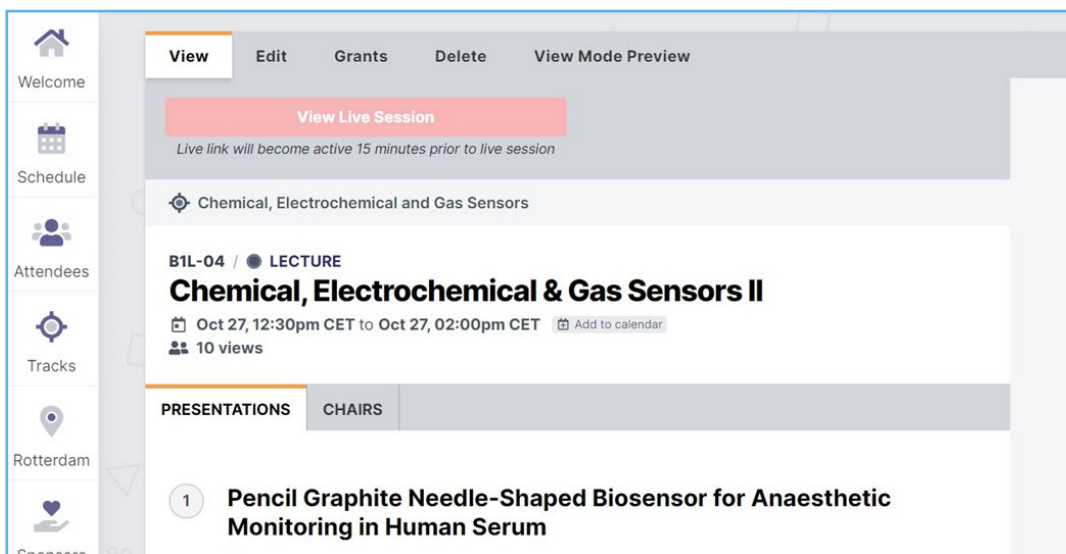 Welcome
Schedule
Attendees
Tracks
Rotterdam
Sponsors
View Edit Grants Delete View Mode Preview
View Live Session
Live link will become active 15 minutes prior to live session
Chemical, Electrochemical and Gas Sensors
B1L-04 / LECTURE
Chemical, Electrochemical & Gas Sensors II
Oct 27, 12:30pm CET to Oct 27, 02:00pm CET Add to calendar
10 views
PRESENTATIONS CHAIRS
1 Pencil Graphite Needle-Shaped Biosensor for Anaesthetic
Monitoring in Human Serum